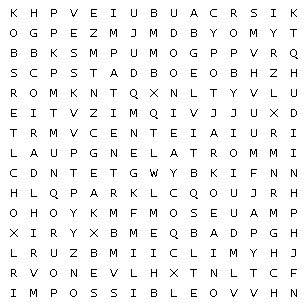 K H P V E I U B U A C R S I K
O G P E Z M J M D B Y O M Y T
B B K S M P U M O G P P V R Q
S C P S T A D B O E O B H Z H
R O M K N T Q X N L T Y V L U
E I T V Z I M Q I V J J U X D
T R M V C E N T E I A I U R I
L A U P G N E L A T R O M M I
C D N T E T G W Y B K I F N N
H L Q P A R K L C Q O U J R H
O H O Y K M F M O S E U A M P
X I R Y X B M E Q B A D P G H
L R U Z B M I I C L I M Y H J
R V O N E V L H X T N L T C F
I M P O S S I B L E O V V H N